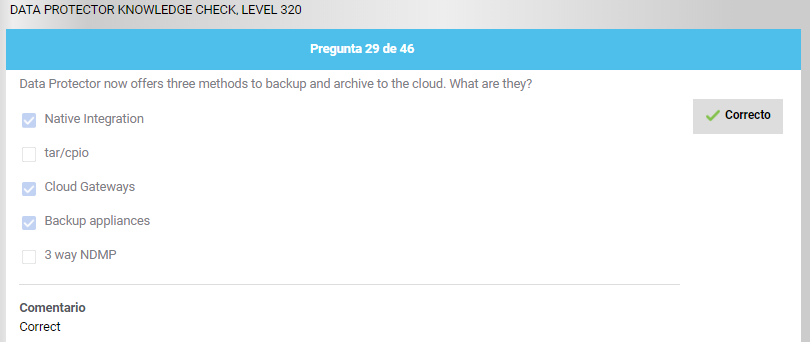 DATA PROTECTOR KNOWLEDGE CHECK, LEVEL 320
Pregunta 29 de 46
Data Protector now offers three methods to backup and archive to the cloud. What are they?
Native Integration
Correcto
tar/cpio
Cloud Gateways
Backup appliances
3 way NDMP
Comentario
Correct